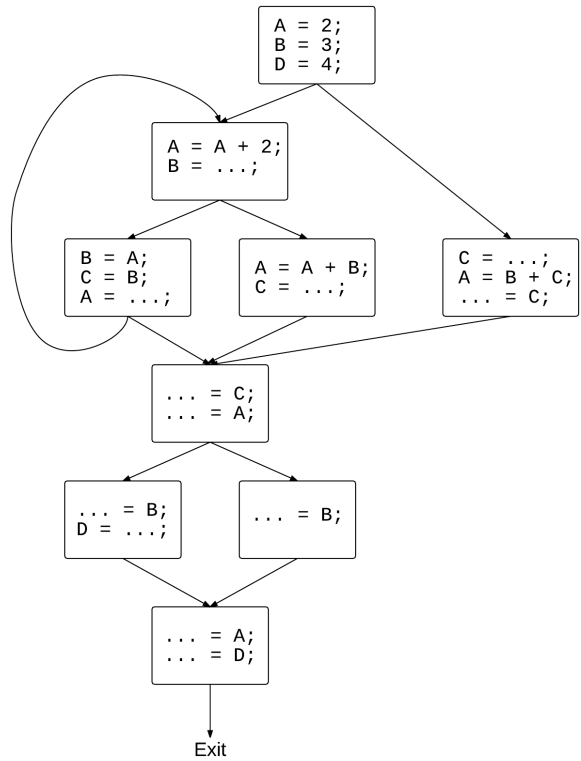 A = 2;
B = 3;
D = 4;
A = A + 2;
B = ...;
B = A;
C = B;
A = ...;
A = A + B;
C = ...;
C = ...;
A = B + C;
... = C;
... = C;
... = A;
... = B;
D = ...;
... = B;
... = A;
... = D;
Exit